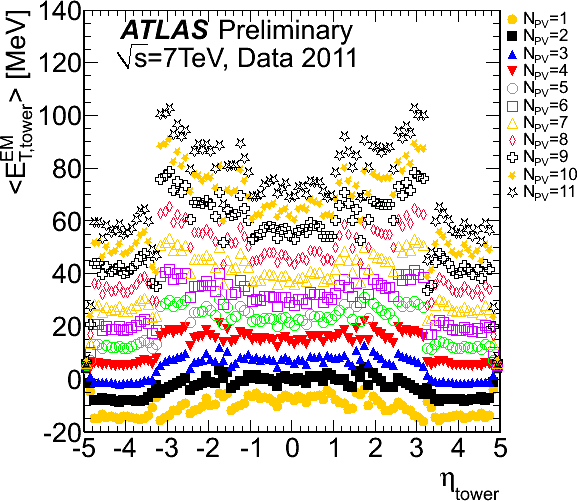 ATLAS Preliminary
√s=7TeV, Data 2011
<E^EM_T,tower> [MeV]
140
120
100
80
60
40
20
0
-20
-5 -4 -3 -2 -1 0 1 2 3 4 5
η_tower
N_PV=1
N_PV=2
N_PV=3
N_PV=4
N_PV=5
N_PV=6
N_PV=7
N_PV=8
N_PV=9
N_PV=10
N_PV=11